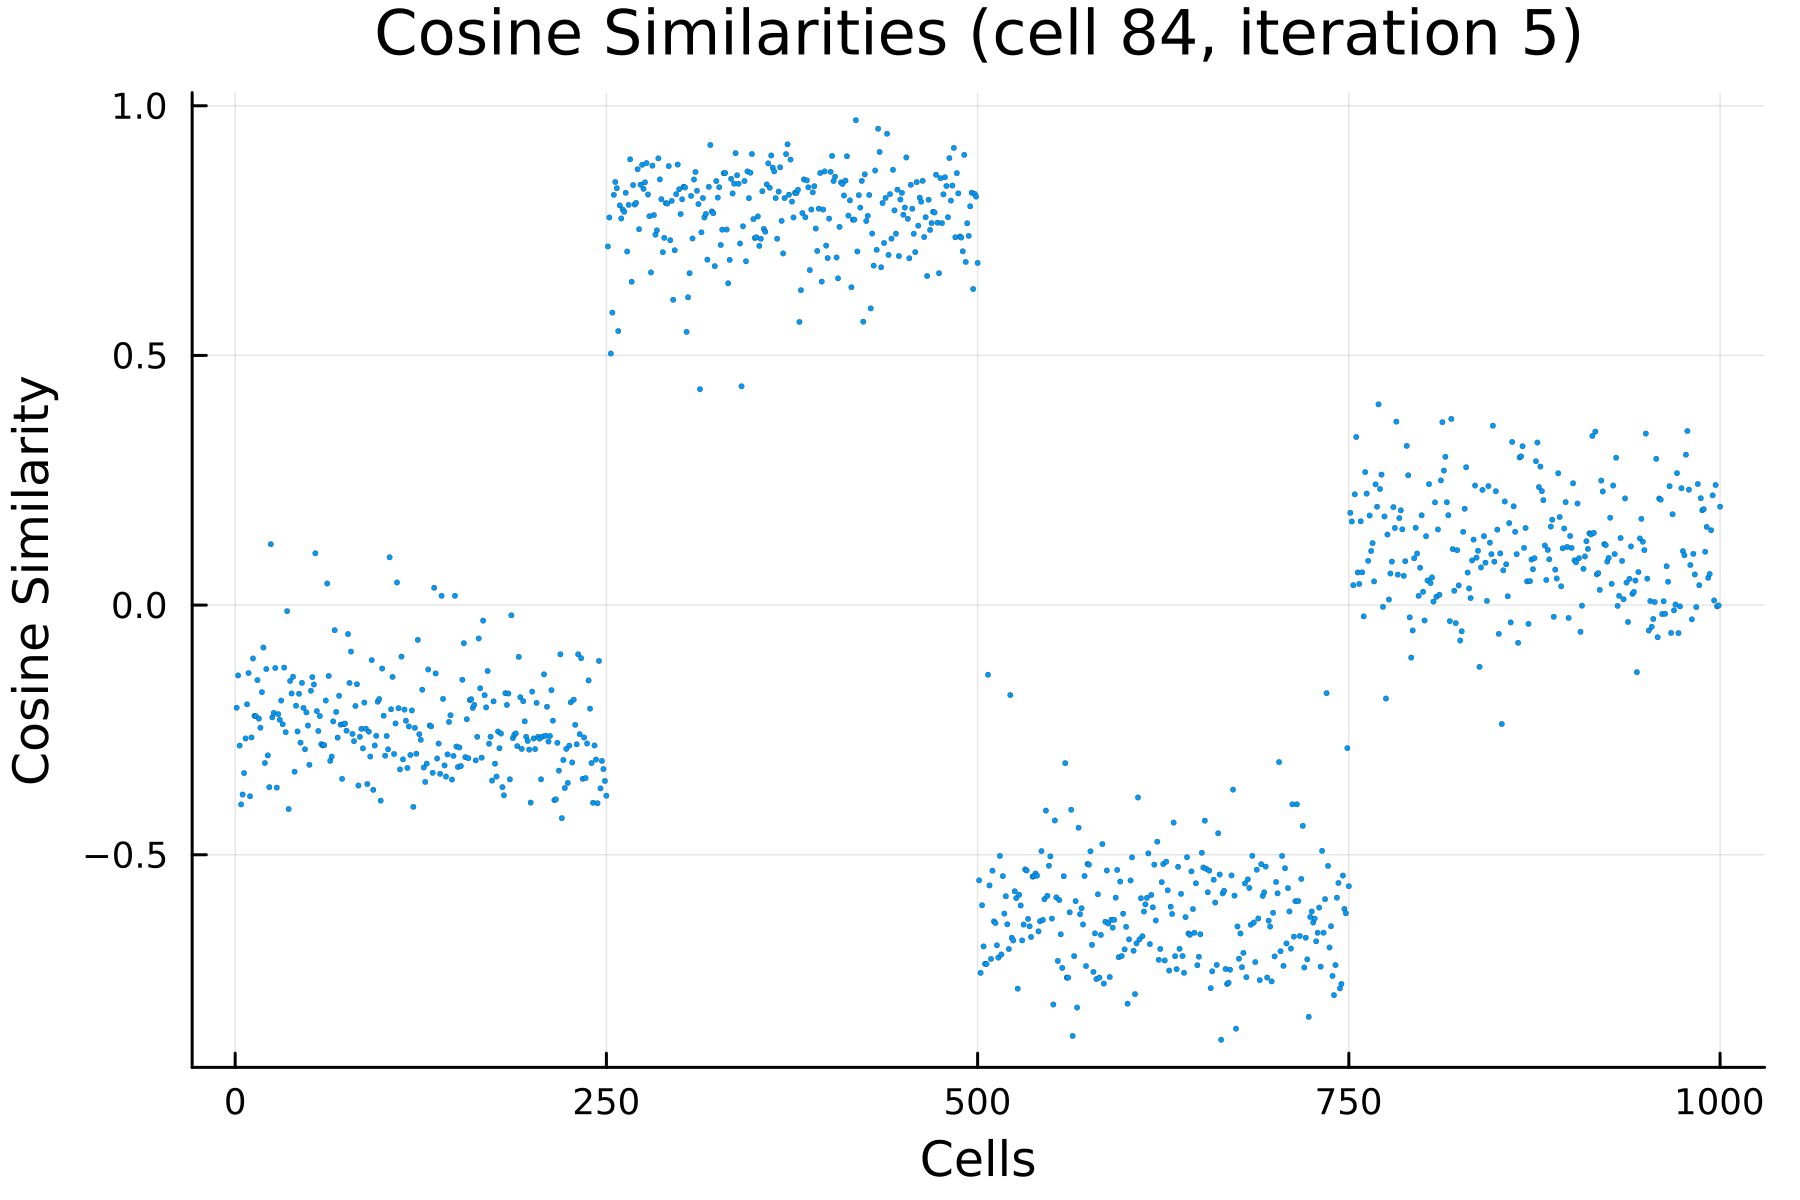 Cosine Similarities (cell 84, iteration 5)
1.0
0.5
0.0
−0.5
Cosine Similarity
0 250 500 750 1000
Cells